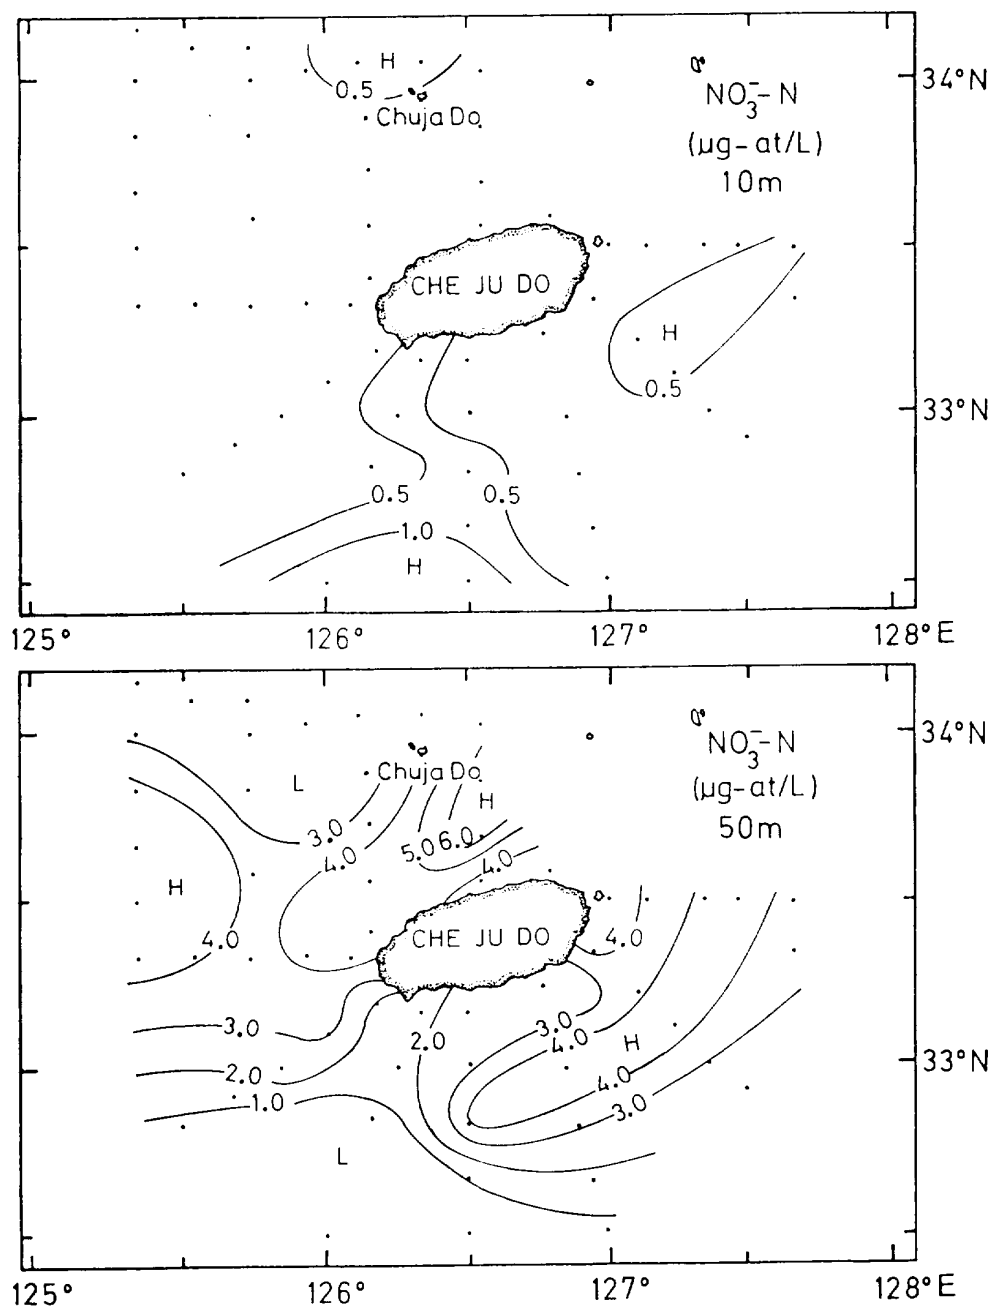 H
34°N
0.5
NO₃⁻-N
Chuja Do
(µg-at/L)
10m
CHE JU DO
H
0.5
33°N
0.5
0.5
1.0
H
125°
126°
127°
128°E
34°N
NO₃⁻-N
Chuja Do
L
(µg-at/L)
H
50m
3.0
4.0
5.0
6.0
4.0
H
4.0
CHE JU DO
4.0
3.0
3.0
2.0
4.0
H
33°N
2.0
4.0
1.0
3.0
L
125°
126°
127°
128°E